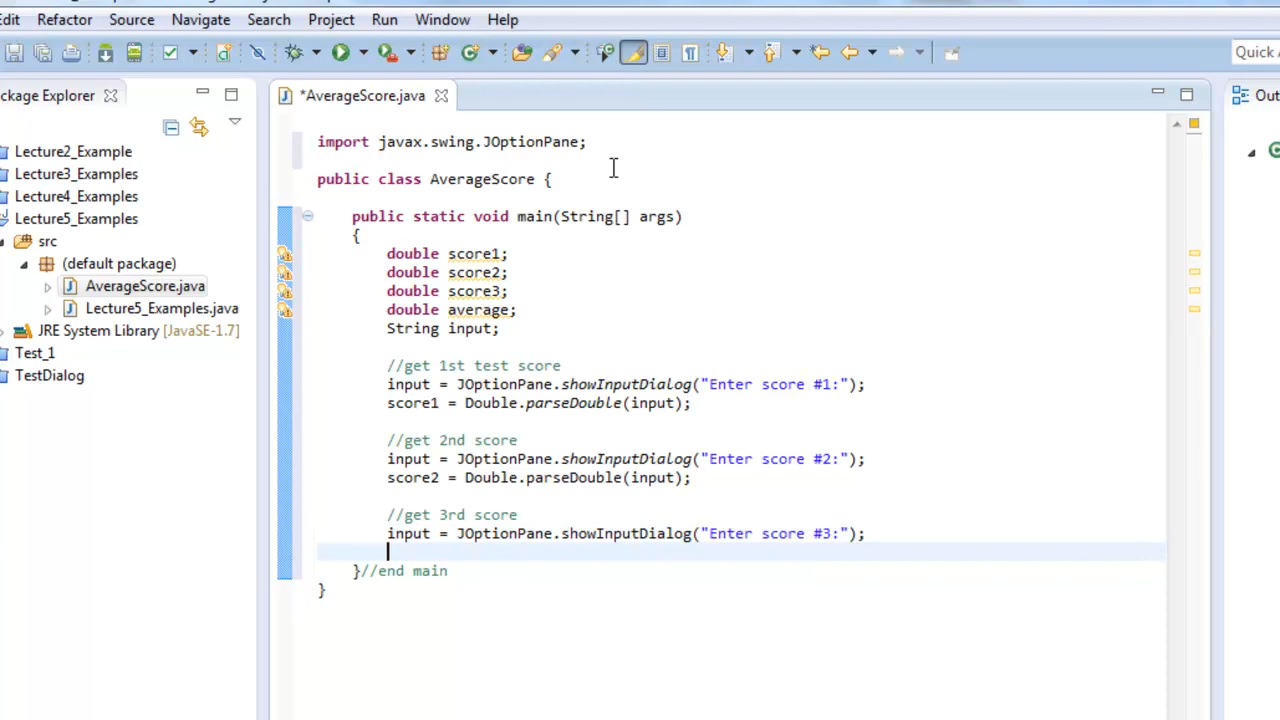 dit Refactor Source Navigate Search Project Run Window Help
Quick A
ckage Explorer
*AverageScore.java
Out
Lecture2_Example
Lecture3_Examples
Lecture4_Examples
Lecture5_Examples
src
(default package)
AverageScore.java
Lecture5_Examples.java
JRE System Library [JavaSE-1.7]
Test_1
TestDialog
import javax.swing.JOptionPane;
public class AverageScore {
public static void main(String[] args)
{
double score1;
double score2;
double score3;
double average;
String input;
//get 1st test score
input = JOptionPane.showInputDialog("Enter score #1:");
score1 = Double.parseDouble(input);
//get 2nd score
input = JOptionPane.showInputDialog("Enter score #2:");
score2 = Double.parseDouble(input);
//get 3rd score
input = JOptionPane.showInputDialog("Enter score #3:");
}//end main
}